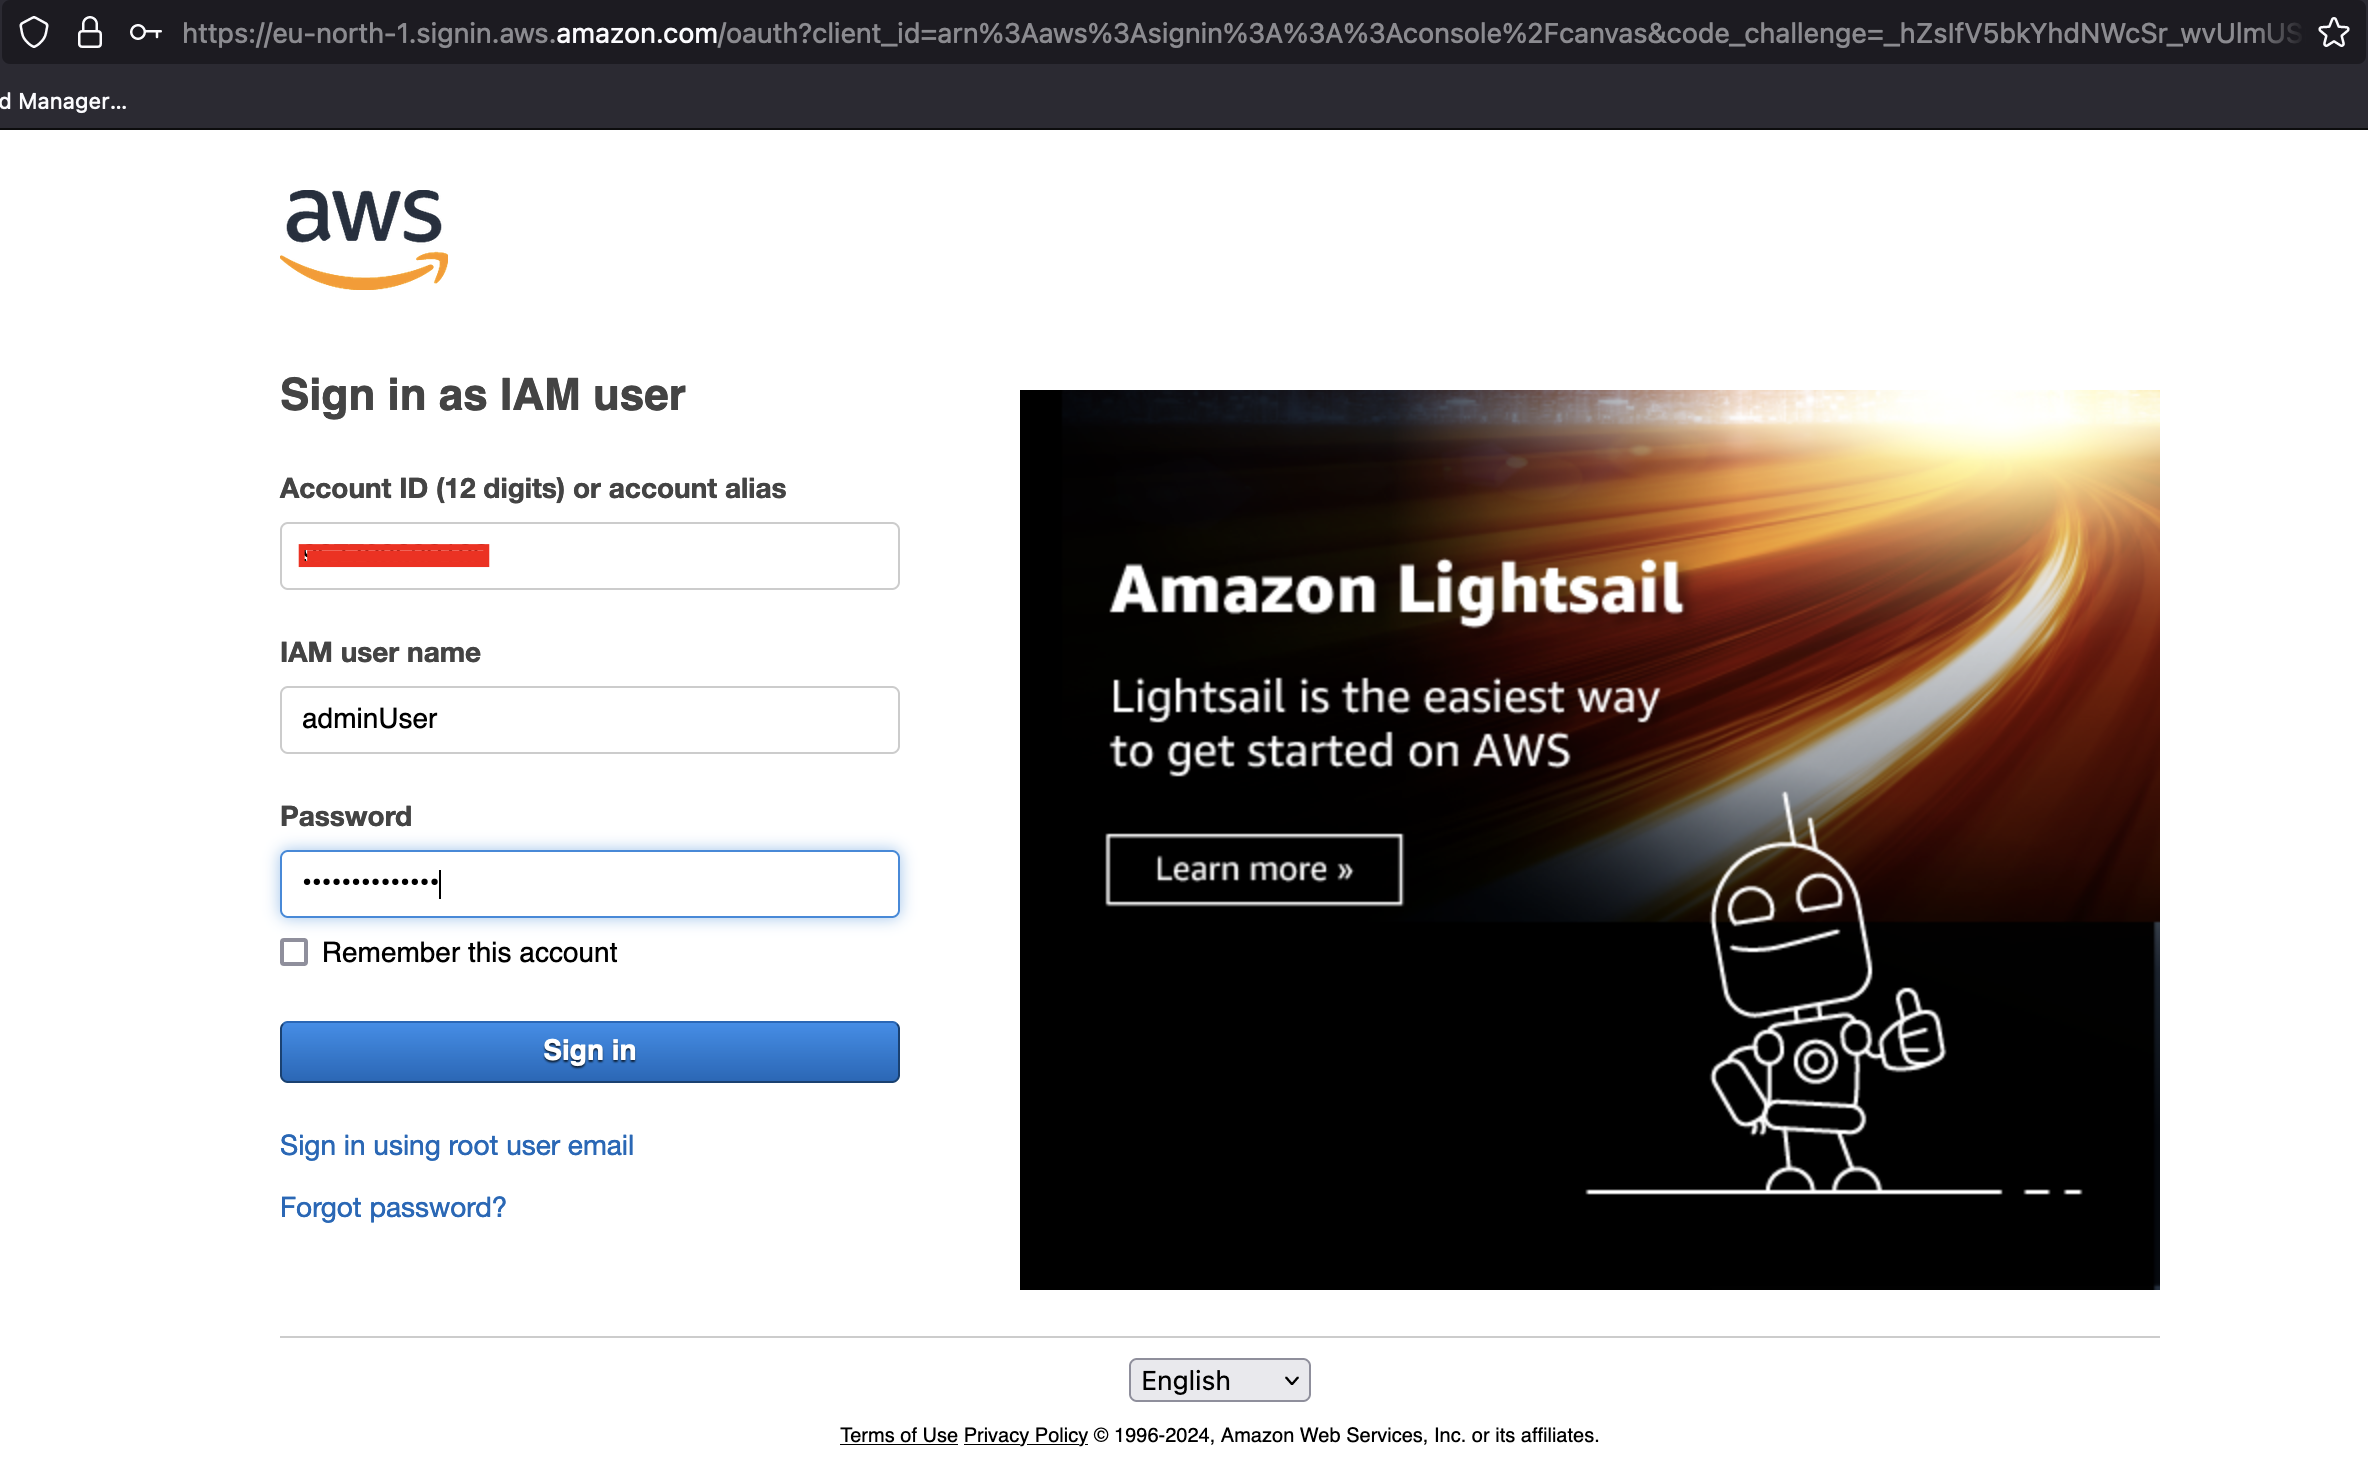 https://eu-north-1.signin.aws.amazon.com/oauth?client_id=arn%3Aaws%3Asignin%3A%3A%3Aconsole%2Fcanvas&code_challenge=_hZsIfV5bkYhdNWcSr_wvUlmUS
d Manager...
aws
Sign in as IAM user
Account ID (12 digits) or account alias
IAM user name
adminUser
Password
••••••••••••••
Remember this account
Sign in
Sign in using root user email
Forgot password?
Amazon Lightsail
Lightsail is the easiest way
to get started on AWS
Learn more »
English
Terms of Use Privacy Policy © 1996-2024, Amazon Web Services, Inc. or its affiliates.